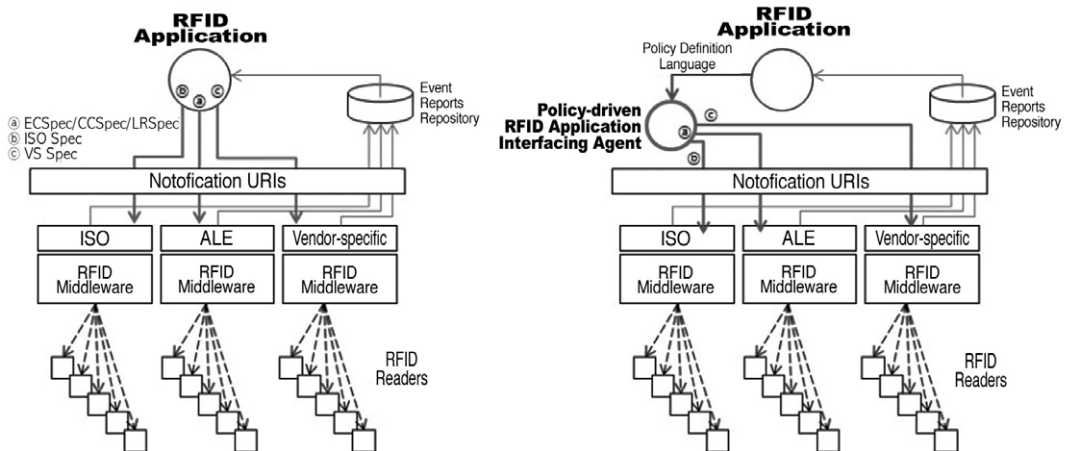 RFID
Application
ⓑ ⓐ ⓒ
ⓐ ECSpec/CCSpec/LRSpec
ⓑ ISO Spec
ⓒ VS Spec
Event
Reports
Repository
Notofication URIs
ISO
ALE
Vendor-specific
RFID
Middleware
RFID
Middleware
RFID
Middleware
RFID
Readers
RFID
Application
Policy Definition
Language
Policy-driven
RFID Application
Interfacing Agent
ⓒ
ⓐ
ⓑ
Event
Reports
Repository
Notofication URIs
ISO
ALE
Vendor-specific
RFID
Middleware
RFID
Middleware
RFID
Middleware
RFID
Readers